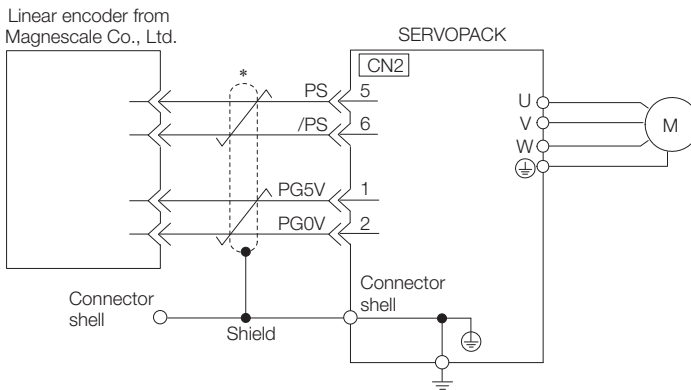 Linear encoder from
Magnescale Co., Ltd.
SERVOPACK
CN2
*
PS 5
/PS 6
PG5V 1
PG0V 2
U
V
W
M
Connector
shell
Shield
Connector
shell